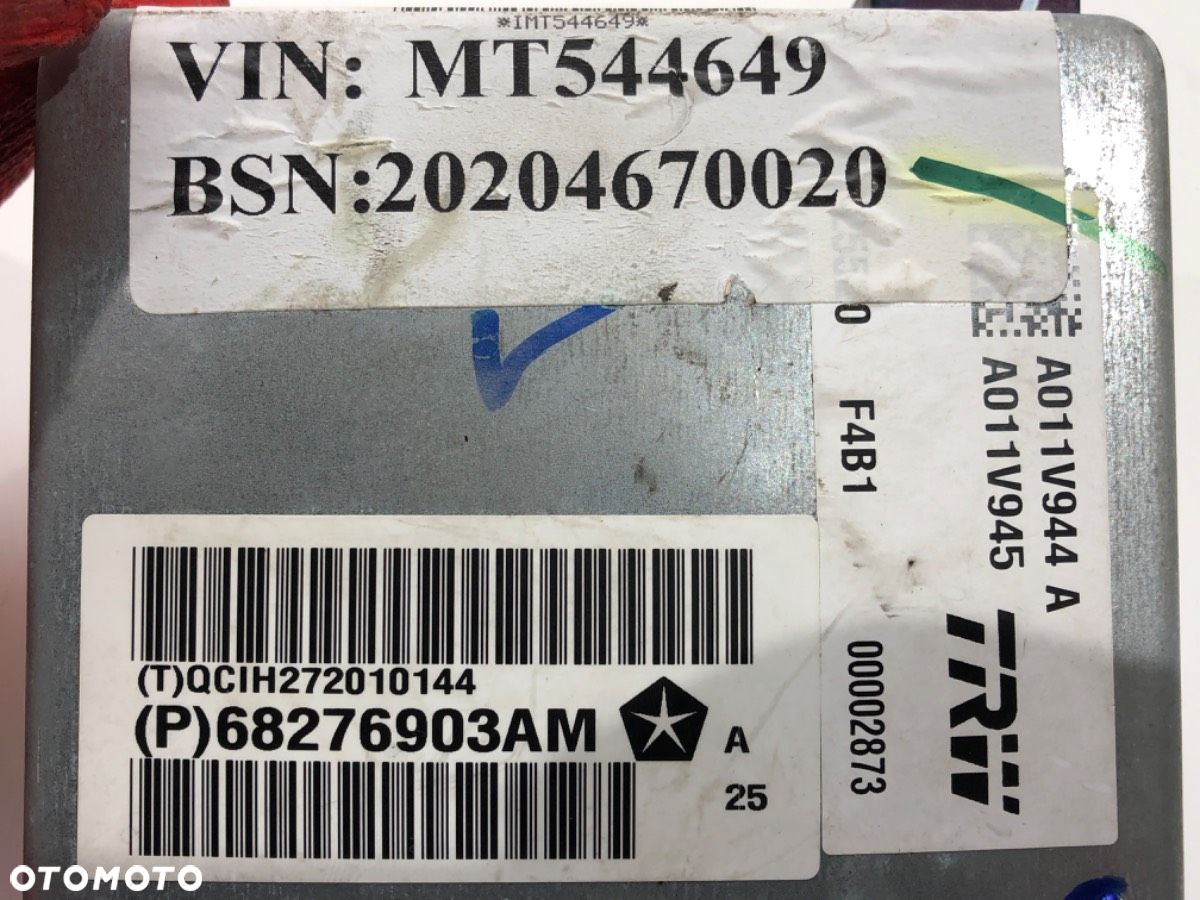 *IMT544649*
VIN: MT544649
BSN:20204670020
A011V944 A
A011V945
F4B1
00002873
TRW
(T)QCIH272010144
(P)68276903AM
A
25
OTOMOTO